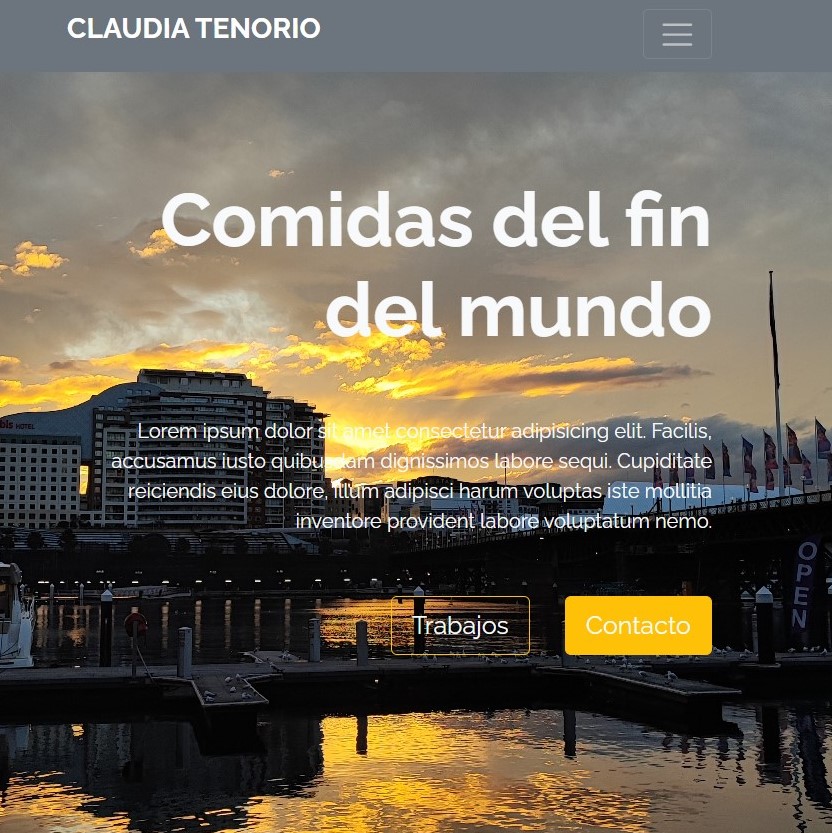 CLAUDIA TENORIO
Comidas del fin
del mundo
ibis HOTEL
Lorem ipsum dolor sit amet consectetur adipisicing elit. Facilis,
accusamus iusto quibusdam dignissimos labore sequi. Cupiditate
reiciendis eius dolore, illum adipisci harum voluptas iste mollitia
inventore provident labore voluptatum nemo.
OPEN
Trabajos
Contacto